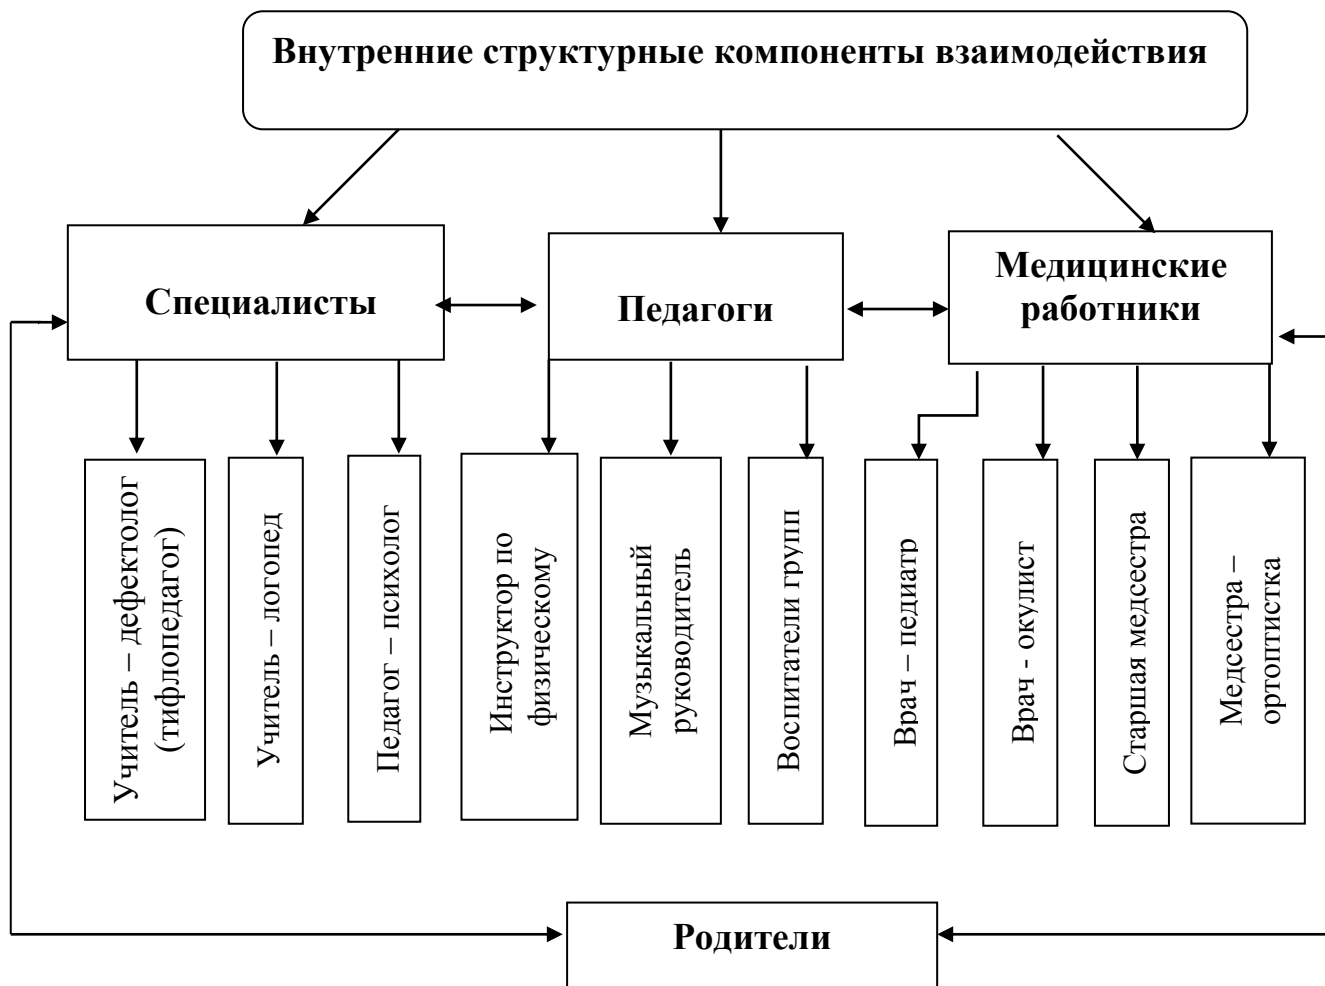 Внутренние структурные компоненты взаимодействия
Специалисты
Педагоги
Медицинские
работники
Учитель – дефектолог
(тифлопедагог)
Учитель – логопед
Педагог – психолог
Инструктор по
физическому
Музыкальный
руководитель
Воспитатели групп
Врач – педиатр
Врач - окулист
Старшая медсестра
Медсестра –
ортоптистка
Родители